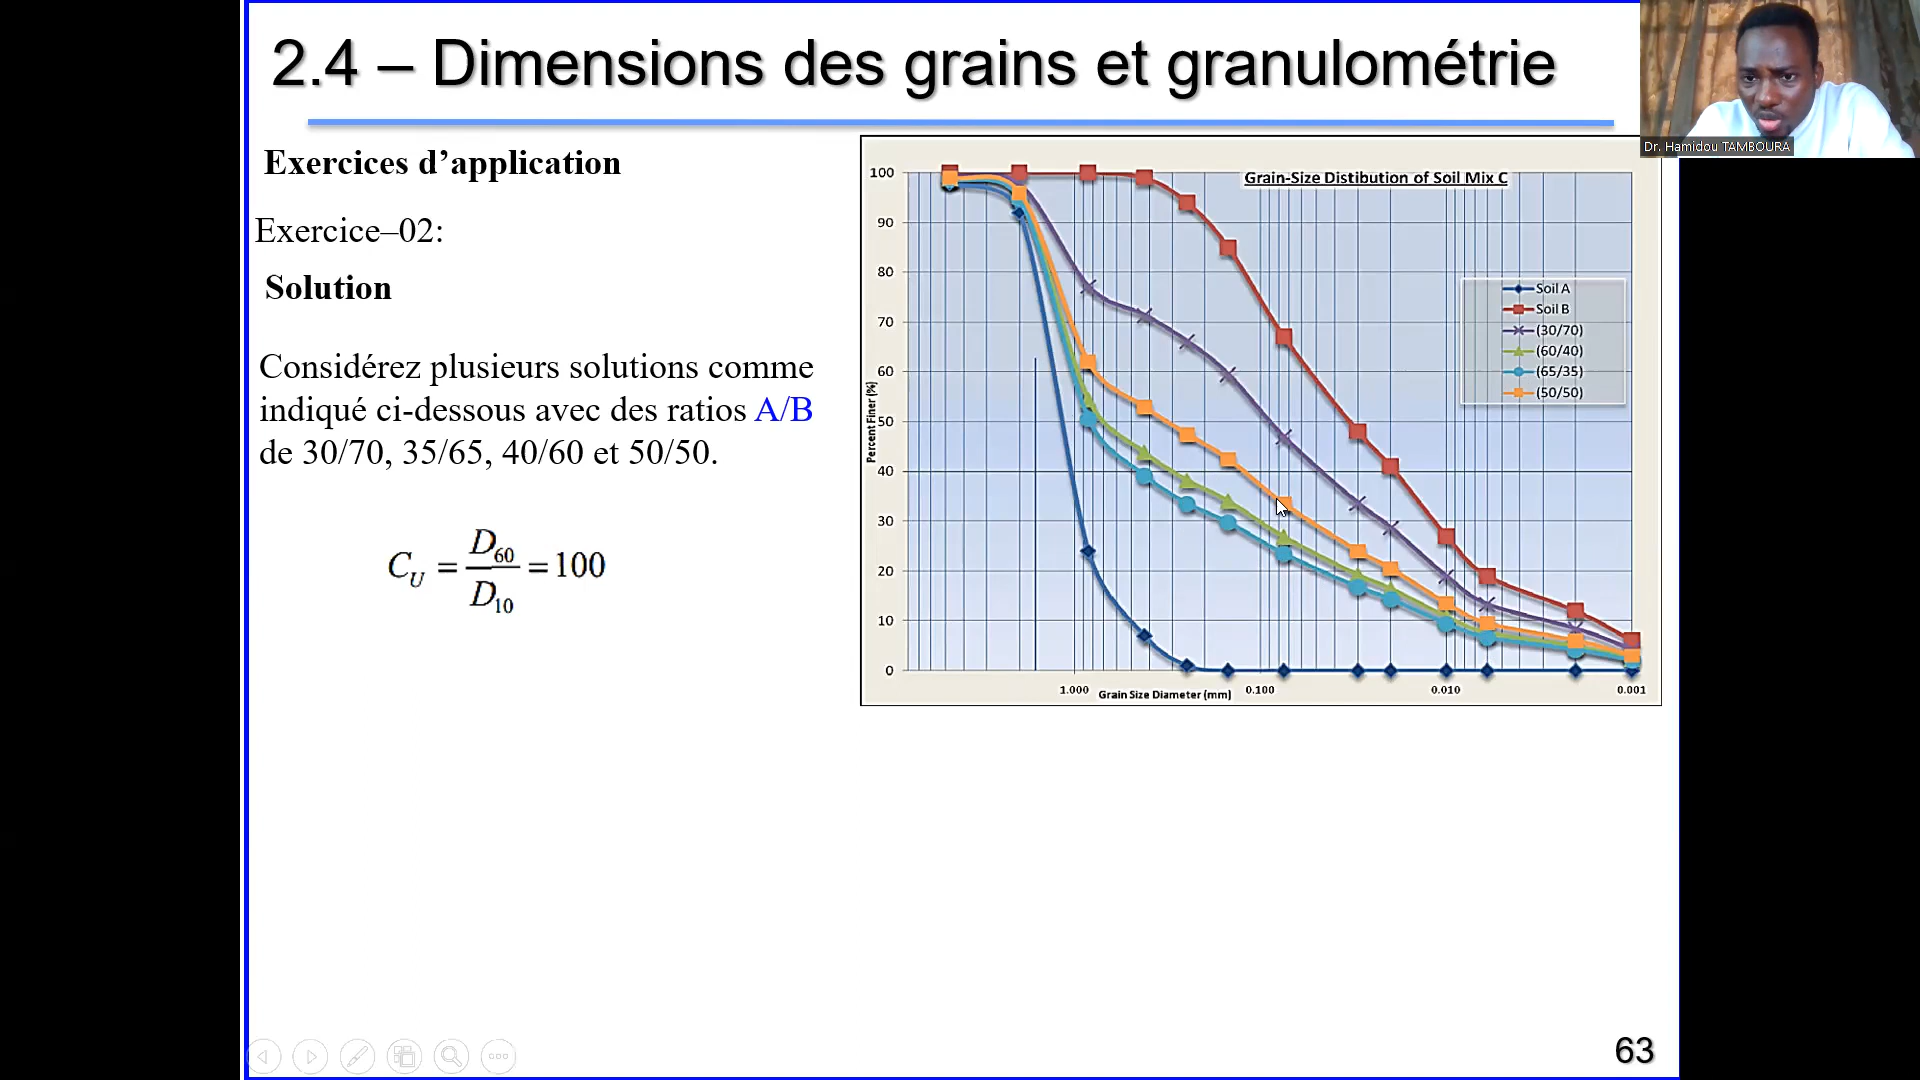 2.4 – Dimensions des grains et granulométrie
Dr. Hamidou TAMBOURA
Exercices d’application
Exercice–02:
Solution
Considérez plusieurs solutions comme
indiqué ci-dessous avec des ratios A/B
de 30/70, 35/65, 40/60 et 50/50.
C_U = D_60 / D_10 = 100
Grain-Size Distibution of Soil Mix C
Percent Finer (%)
100
90
80
70
60
50
40
30
20
10
0
Soil A
Soil B
(30/70)
(60/40)
(65/35)
(50/50)
1.000
0.100
0.010
0.001
Grain Size Diameter (mm)
63